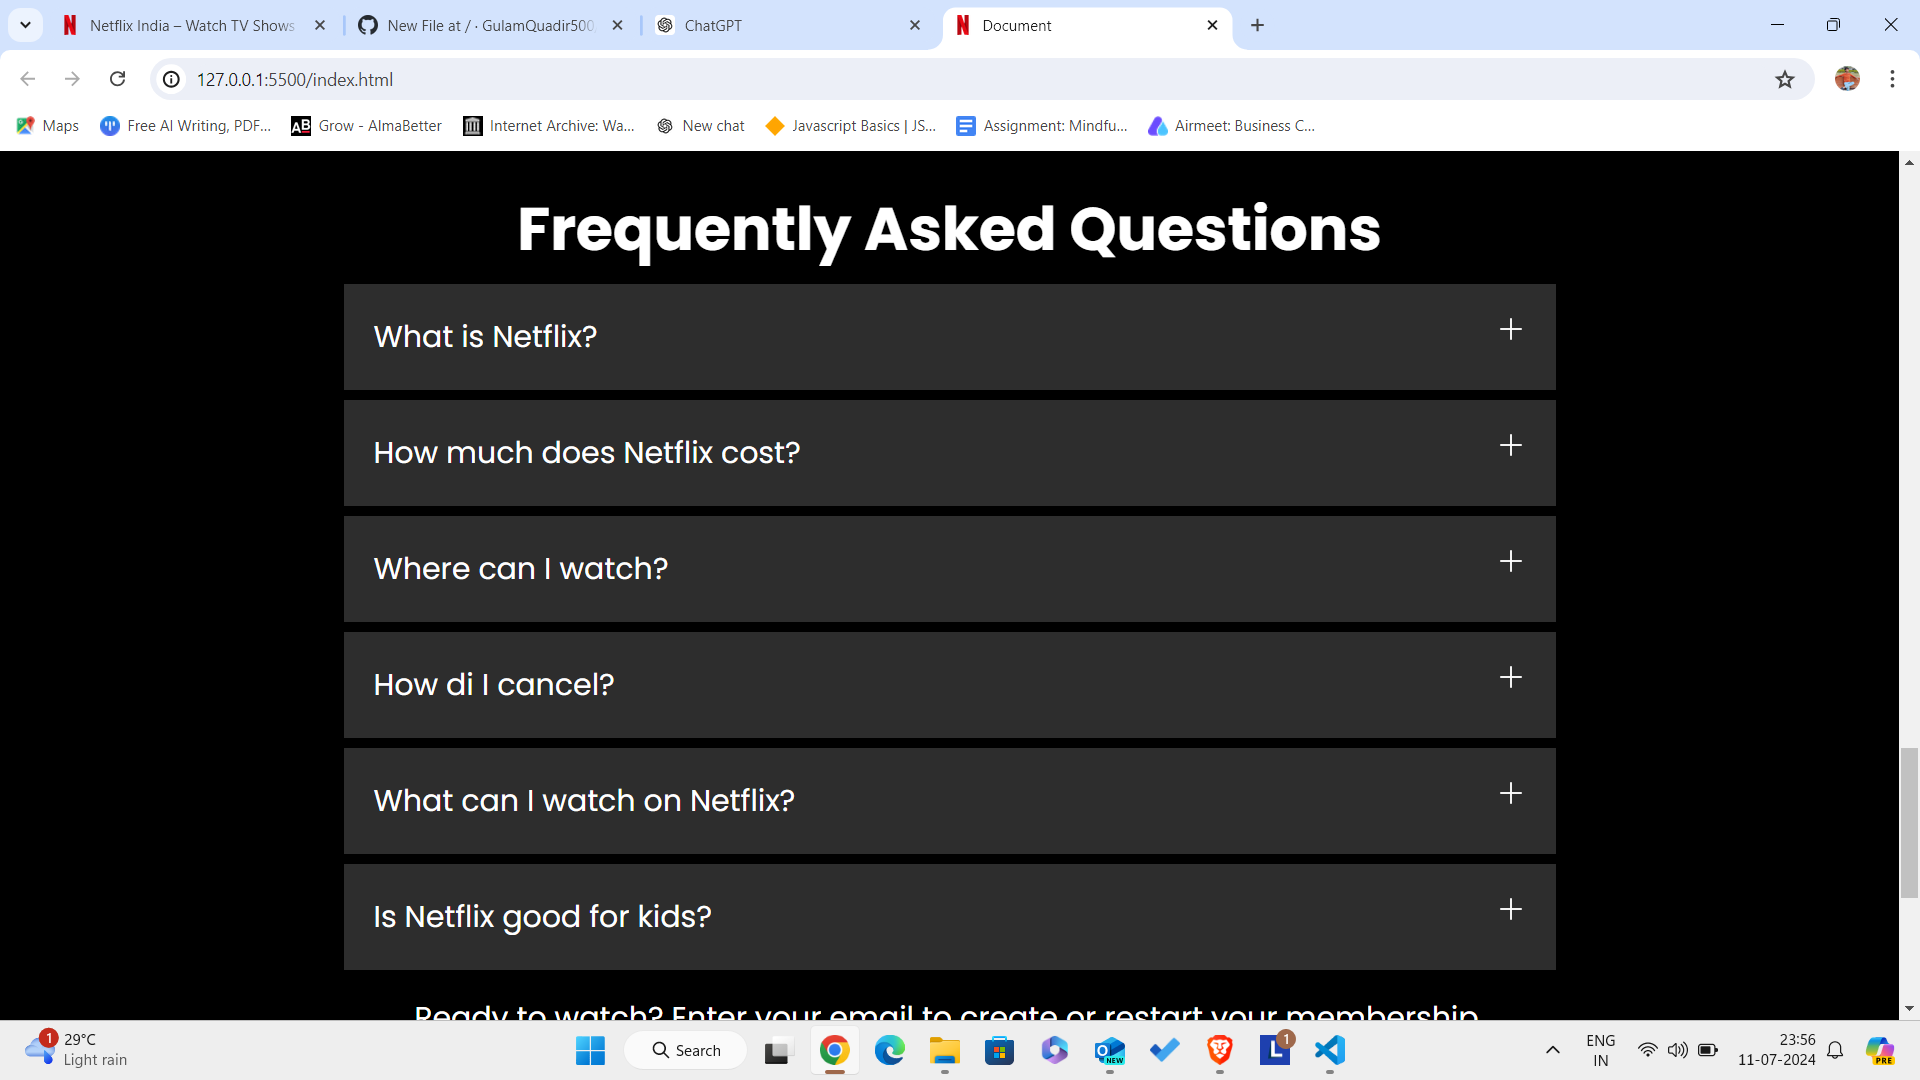 Netflix India – Watch TV Shows
New File at / · GulamQuadir500
ChatGPT
Document
127.0.0.1:5500/index.html
Maps
Free AI Writing, PDF...
AB Grow - AlmaBetter
Internet Archive: Wa...
New chat
Javascript Basics | JS...
Assignment: Mindfu...
Airmeet: Business C...
Frequently Asked Questions
What is Netflix?
How much does Netflix cost?
Where can I watch?
How di I cancel?
What can I watch on Netflix?
Is Netflix good for kids?
Ready to watch? Enter your email to create or restart your membership
1
29°C
Light rain
Search
NEW
L 1
ENG
IN
23:56
11-07-2024
PRE